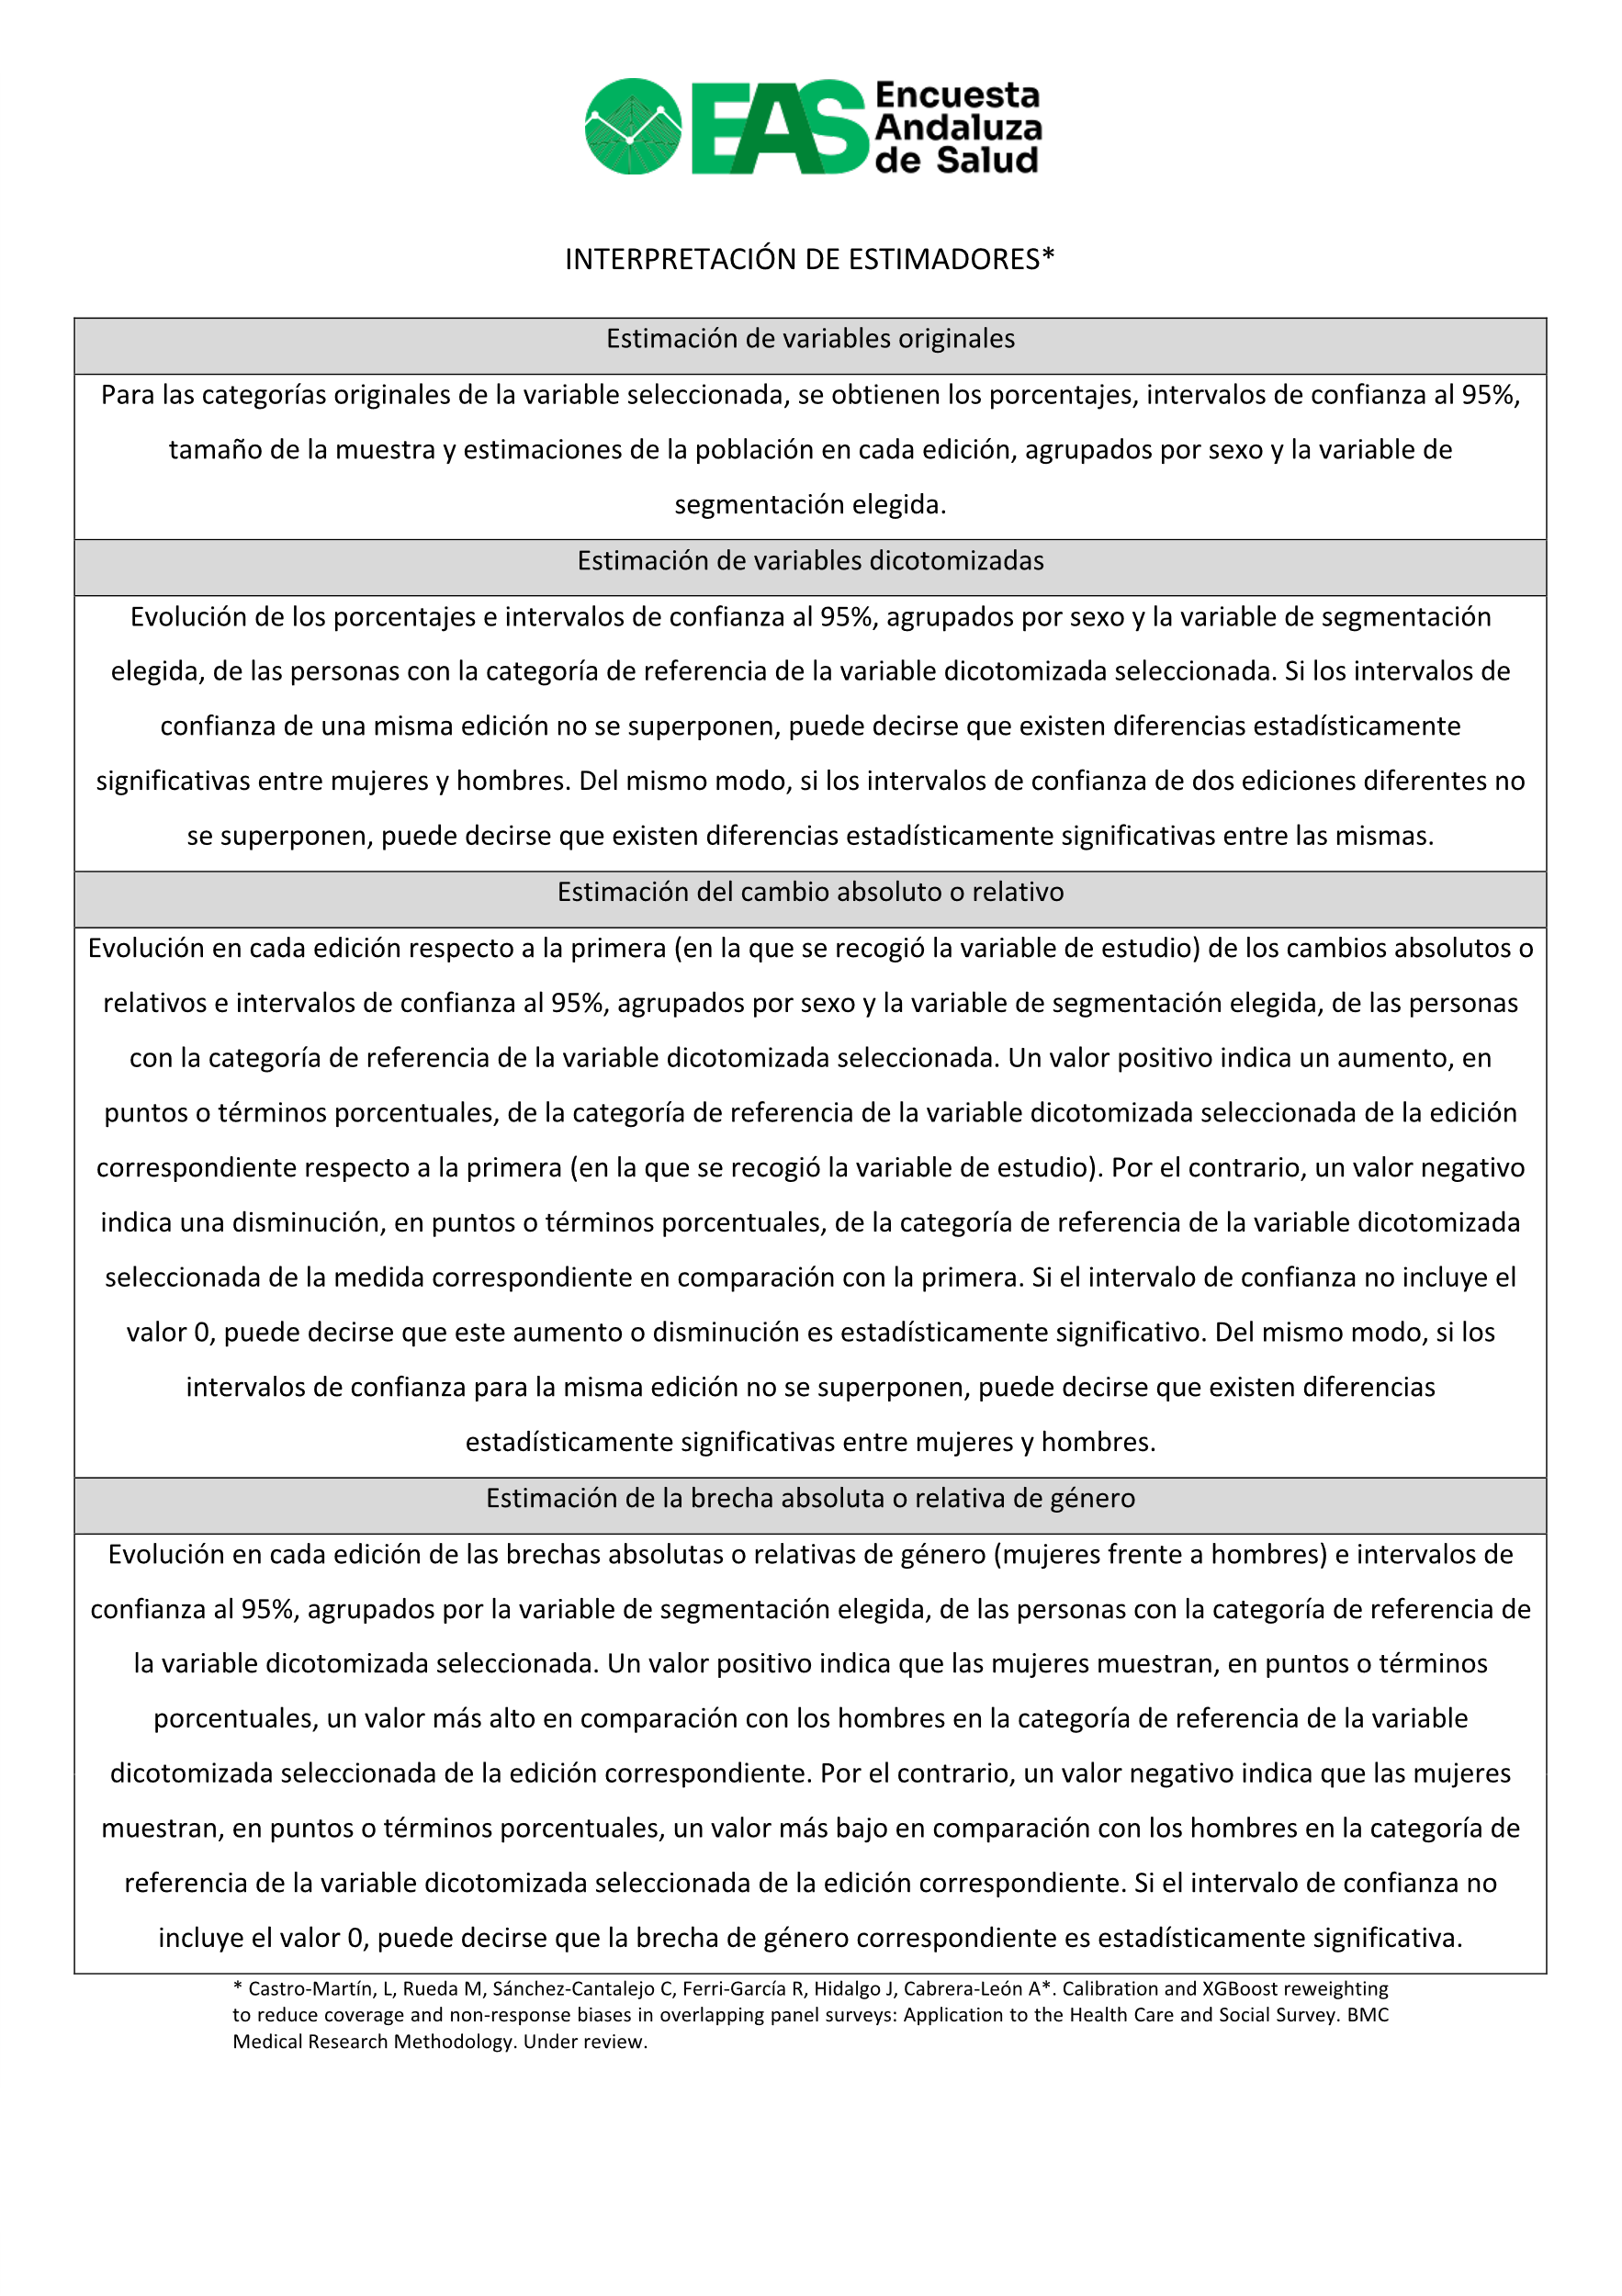 EAS
Encuesta
Andaluza
de Salud
INTERPRETACIÓN DE ESTIMADORES*
Estimación de variables originales
Para las categorías originales de la variable seleccionada, se obtienen los porcentajes, intervalos de confianza al 95%,
tamaño de la muestra y estimaciones de la población en cada edición, agrupados por sexo y la variable de
segmentación elegida.
Estimación de variables dicotomizadas
Evolución de los porcentajes e intervalos de confianza al 95%, agrupados por sexo y la variable de segmentación
elegida, de las personas con la categoría de referencia de la variable dicotomizada seleccionada. Si los intervalos de
confianza de una misma edición no se superponen, puede decirse que existen diferencias estadísticamente
significativas entre mujeres y hombres. Del mismo modo, si los intervalos de confianza de dos ediciones diferentes no
se superponen, puede decirse que existen diferencias estadísticamente significativas entre las mismas.
Estimación del cambio absoluto o relativo
Evolución en cada edición respecto a la primera (en la que se recogió la variable de estudio) de los cambios absolutos o
relativos e intervalos de confianza al 95%, agrupados por sexo y la variable de segmentación elegida, de las personas
con la categoría de referencia de la variable dicotomizada seleccionada. Un valor positivo indica un aumento, en
puntos o términos porcentuales, de la categoría de referencia de la variable dicotomizada seleccionada de la edición
correspondiente respecto a la primera (en la que se recogió la variable de estudio). Por el contrario, un valor negativo
indica una disminución, en puntos o términos porcentuales, de la categoría de referencia de la variable dicotomizada
seleccionada de la medida correspondiente en comparación con la primera. Si el intervalo de confianza no incluye el
valor 0, puede decirse que este aumento o disminución es estadísticamente significativo. Del mismo modo, si los
intervalos de confianza para la misma edición no se superponen, puede decirse que existen diferencias
estadísticamente significativas entre mujeres y hombres.
Estimación de la brecha absoluta o relativa de género
Evolución en cada edición de las brechas absolutas o relativas de género (mujeres frente a hombres) e intervalos de
confianza al 95%, agrupados por la variable de segmentación elegida, de las personas con la categoría de referencia de
la variable dicotomizada seleccionada. Un valor positivo indica que las mujeres muestran, en puntos o términos
porcentuales, un valor más alto en comparación con los hombres en la categoría de referencia de la variable
dicotomizada seleccionada de la edición correspondiente. Por el contrario, un valor negativo indica que las mujeres
muestran, en puntos o términos porcentuales, un valor más bajo en comparación con los hombres en la categoría de
referencia de la variable dicotomizada seleccionada de la edición correspondiente. Si el intervalo de confianza no
incluye el valor 0, puede decirse que la brecha de género correspondiente es estadísticamente significativa.
* Castro-Martín, L, Rueda M, Sánchez-Cantalejo C, Ferri-García R, Hidalgo J, Cabrera-León A*. Calibration and XGBoost reweighting
to reduce coverage and non-response biases in overlapping panel surveys: Application to the Health Care and Social Survey. BMC
Medical Research Methodology. Under review.